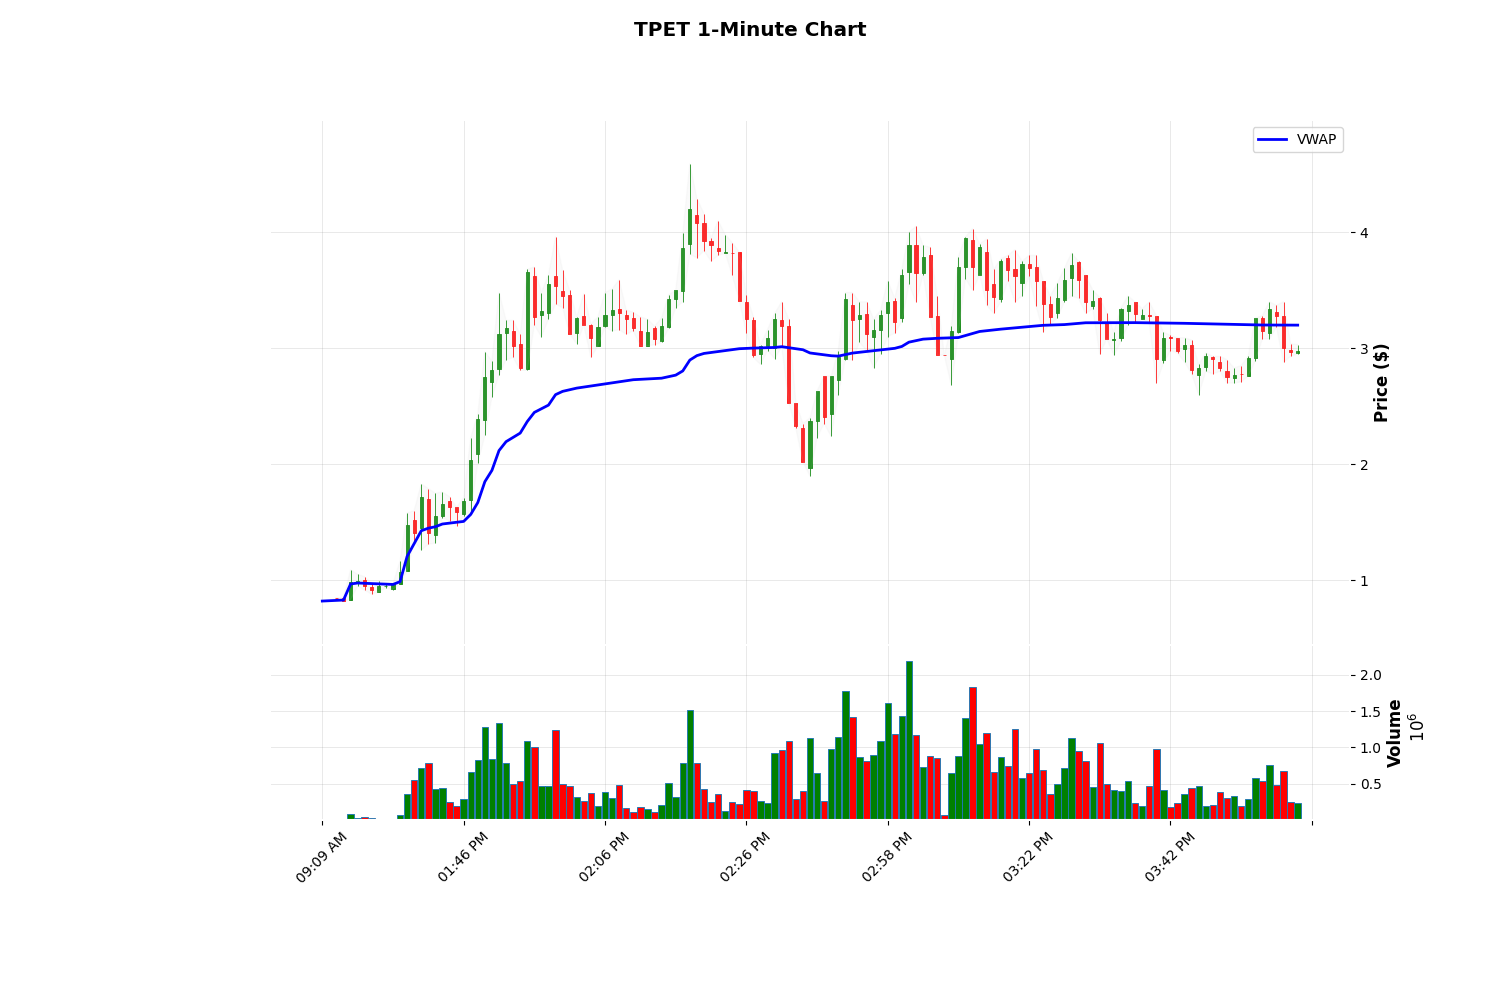 TPET 1-Minute Chart
VWAP
4
3
2
1
Price ($)
2.0
1.5
1.0
0.5
Volume
10^6
09:09 AM
01:46 PM
02:06 PM
02:26 PM
02:58 PM
03:22 PM
03:42 PM